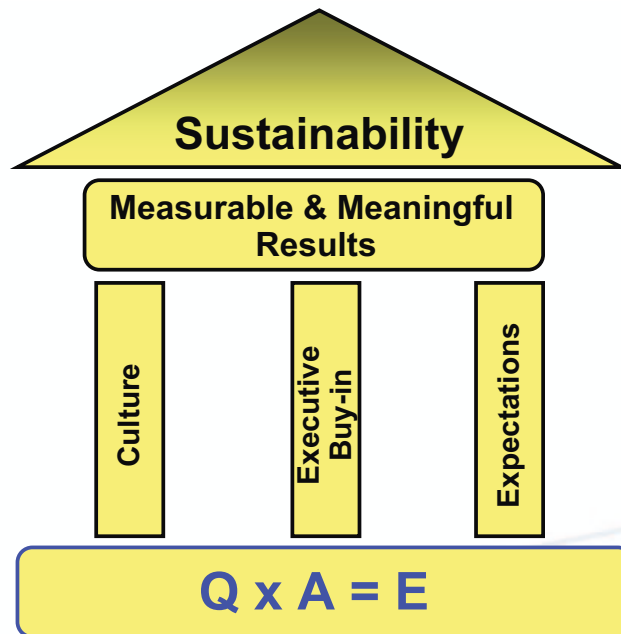 Sustainability
Measurable & Meaningful
Results
Culture
Executive
Buy-in
Expectations
Q x A = E